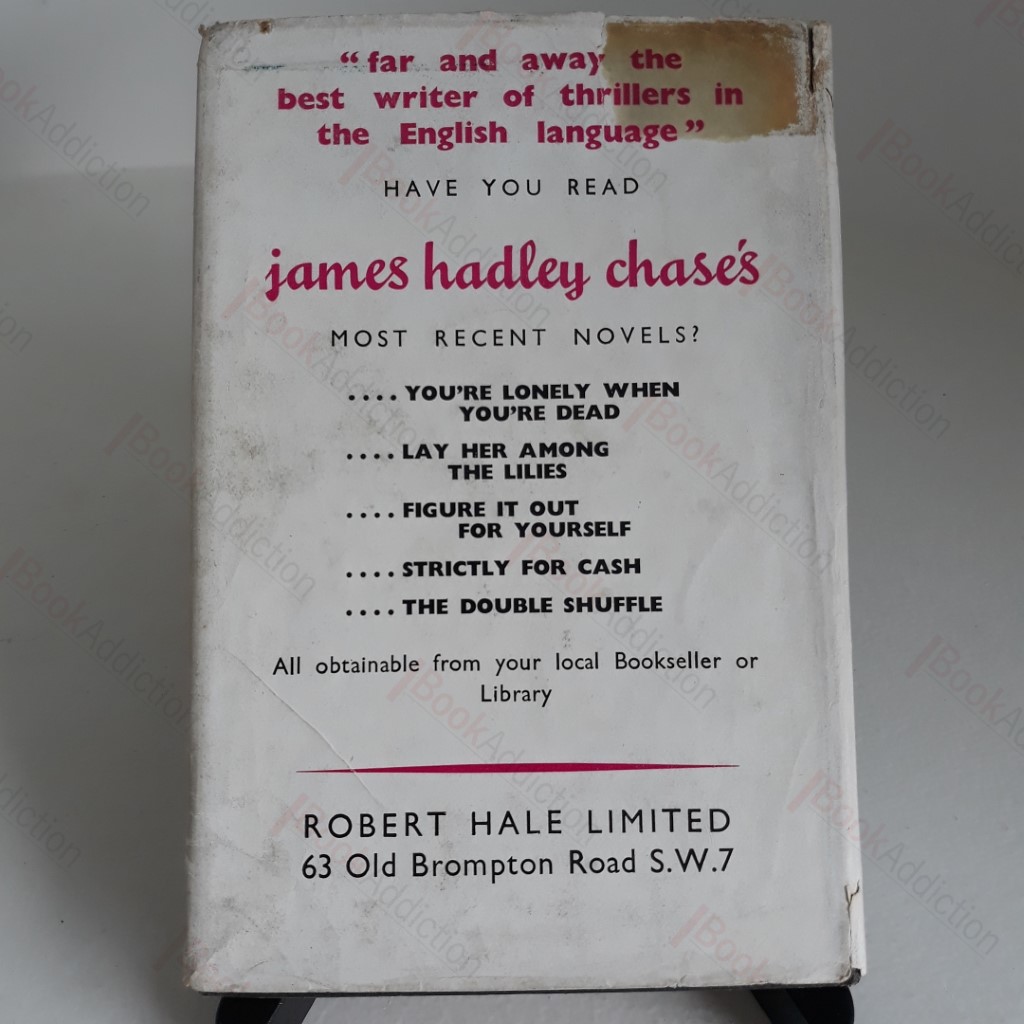 “far and away the
best writer of thrillers in
the English language”
HAVE YOU READ
james hadley chase's
MOST RECENT NOVELS?
....YOU'RE LONELY WHEN
YOU'RE DEAD
....LAY HER AMONG
THE LILIES
....FIGURE IT OUT
FOR YOURSELF
....STRICTLY FOR CASH
....THE DOUBLE SHUFFLE
All obtainable from your local Bookseller or
Library
ROBERT HALE LIMITED
63 Old Brompton Road S.W.7
BookAddiction